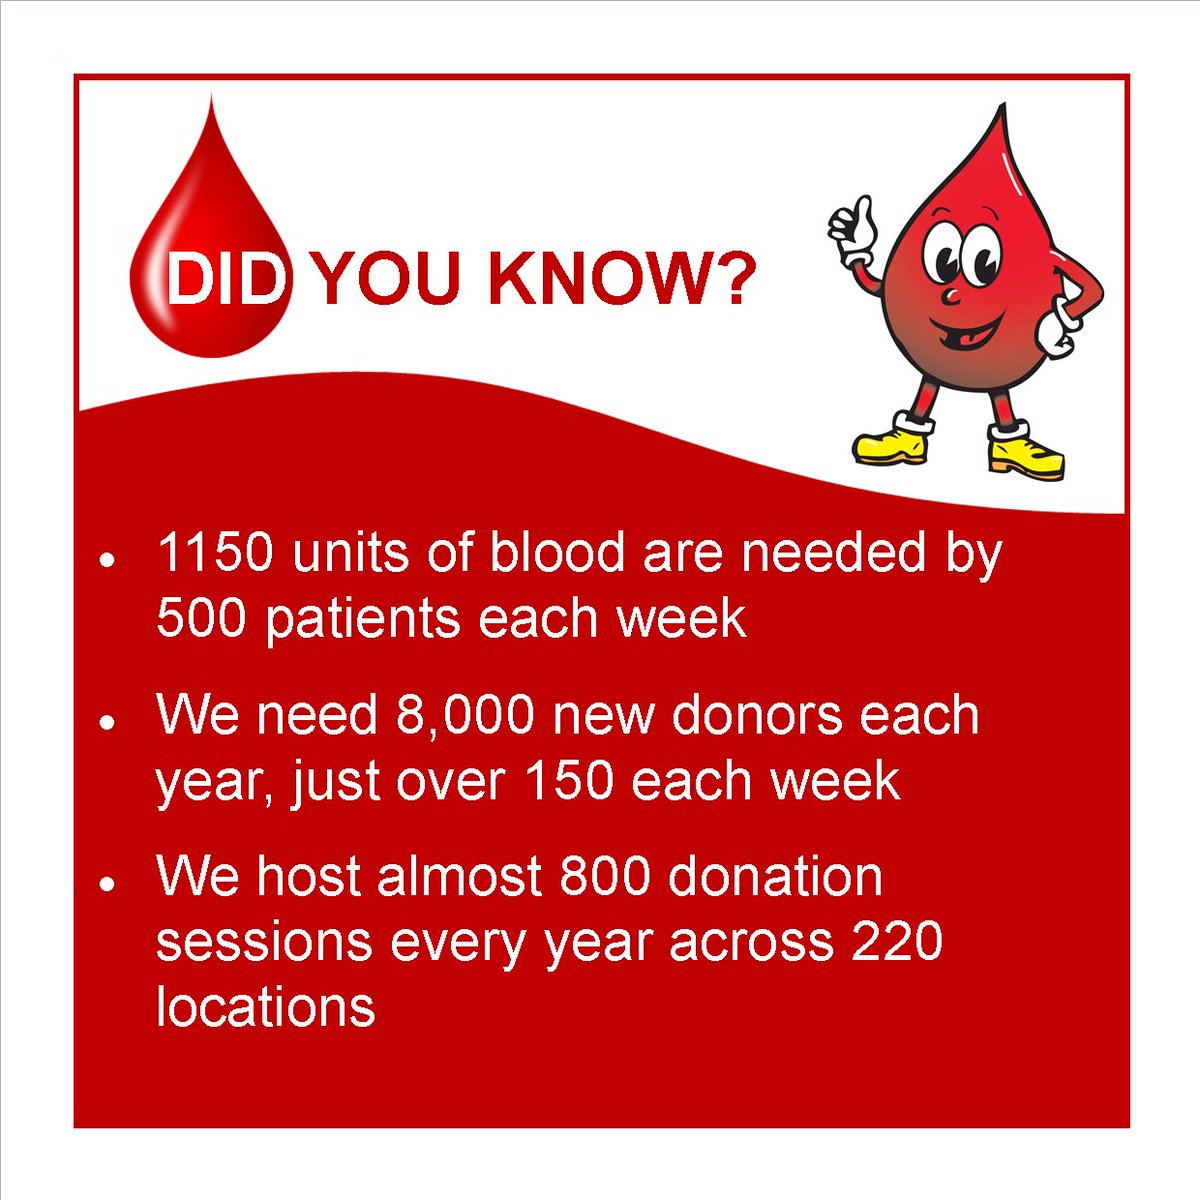 DID YOU KNOW?
• 1150 units of blood are needed by
500 patients each week
• We need 8,000 new donors each
year, just over 150 each week
• We host almost 800 donation
sessions every year across 220
locations